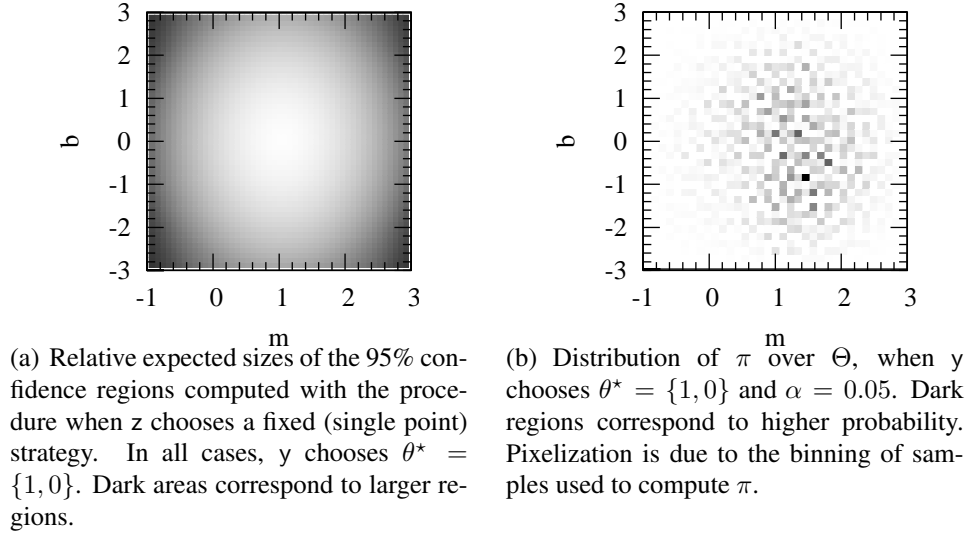 3
2
1
0
-1
-2
-3
b
-1 0 1 2 3
m
(a) Relative expected sizes of the 95% con-
fidence regions computed with the proce-
dure when z chooses a fixed (single point)
strategy. In all cases, y chooses θ⋆ =
{1, 0}. Dark areas correspond to larger re-
gions.
3
2
1
0
-1
-2
-3
b
-1 0 1 2 3
m
(b) Distribution of π over Θ, when y
chooses θ⋆ = {1, 0} and α = 0.05. Dark
regions correspond to higher probability.
Pixelization is due to the binning of sam-
ples used to compute π.